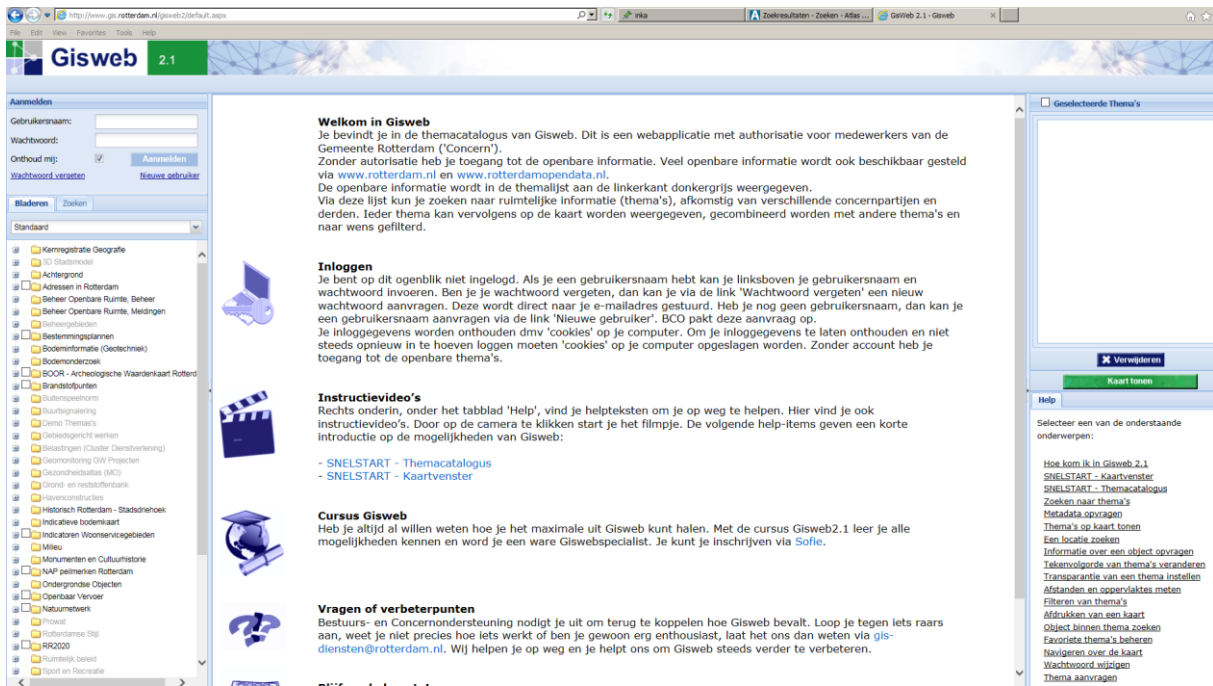 http://www.gis.rotterdam.nl/gisweb2/default.aspx
inka
Zoekresultaten - Zoeken - Atlas ...
GisWeb 2.1 - Gisweb
File Edit View Favorites Tools Help
Gisweb 2.1
Aanmelden
Gebruikersnaam:
Wachtwoord:
Onthoud mij:
Aanmelden
Wachtwoord vergeten
Nieuwe gebruiker
Bladeren
Zoeken
Standaard
Kernregistratie Geografie
3D Stadsmodel
Achtergrond
Adressen in Rotterdam
Beheer Openbare Ruimte, Beheer
Beheer Openbare Ruimte, Meldingen
Beheergebieden
Bestemmingsplannen
Bodeminformatie (Geotechniek)
Bodemonderzoek
BOOR - Archeologische Waardenkaart Rotterd
Brandstofpunten
Buitenspeelnorm
Buurtsignalering
Demo Themas's
Gebiedsgericht werken
Belastingen (Cluster Dienstverlening)
Geomonitoring GW Projecten
Gezondheidsatlas (MO)
Grond- en reststoffenbank
Havenconstructies
Historisch Rotterdam - Stadsdriehoek
Indicatieve bodemkaart
Indicatoren Woonservicegebieden
Milieu
Monumenten en Cultuurhistorie
NAP peilmerken Rotterdam
Ondergrondse Objecten
Openbaar Vervoer
Natuurnetwerk
Prowat
Rotterdamse Stijl
RR2020
Ruimtelijk beleid
Sport en Recreatie
Welkom in Gisweb
Je bevindt je in de themacatalogus van Gisweb. Dit is een webapplicatie met authorisatie voor medewerkers van de
Gemeente Rotterdam ('Concern').
Zonder autorisatie heb je toegang tot de openbare informatie. Veel openbare informatie wordt ook beschikbaar gesteld
via www.rotterdam.nl en www.rotterdamopendata.nl.
De openbare informatie wordt in de themalijst aan de linkerkant donkergrijs weergegeven.
Via deze lijst kun je zoeken naar ruimtelijke informatie (thema's), afkomstig van verschillende concernpartijen en
derden. Ieder thema kan vervolgens op de kaart worden weergegeven, gecombineerd worden met andere thema's en
naar wens gefilterd.
Inloggen
Je bent op dit ogenblik niet ingelogd. Als je een gebruikersnaam hebt kan je linksboven je gebruikersnaam en
wachtwoord invoeren. Ben je je wachtwoord vergeten, dan kan je via de link 'Wachtwoord vergeten' een nieuw
wachtwoord aanvragen. Deze wordt direct naar je e-mailadres gestuurd. Heb je nog geen gebruikersnaam, dan kan je
een gebruikersnaam aanvragen via de link 'Nieuwe gebruiker'. BCO pakt deze aanvraag op.
Je inloggegevens worden onthouden dmv 'cookies' op je computer. Om je inloggegevens te laten onthouden en niet
steeds opnieuw in te hoeven loggen moeten 'cookies' op je computer opgeslagen worden. Zonder account heb je
toegang tot de openbare thema's.
Instructievideo's
Rechts onderin, onder het tabblad 'Help', vind je helpteksten om je op weg te helpen. Hier vind je ook
instructievideo's. Door op de camera te klikken start je het filmpje. De volgende help-items geven een korte
introductie op de mogelijkheden van Gisweb:
- SNELSTART - Themacatalogus
- SNELSTART - Kaartvenster
Cursus Gisweb
Heb je altijd al willen weten hoe je het maximale uit Gisweb kunt halen. Met de cursus Gisweb2.1 leer je alle
mogelijkheden kennen en word je een ware Giswebspecialist. Je kunt je inschrijven via Sofie.
Vragen of verbeterpunten
Bestuurs- en Concernondersteuning nodigt je uit om terug te koppelen hoe Gisweb bevalt. Loop je tegen iets raars
aan, weet je niet precies hoe iets werkt of ben je gewoon erg enthousiast, laat het ons dan weten via gis-
diensten@rotterdam.nl. Wij helpen je op weg en je helpt ons om Gisweb steeds verder te verbeteren.
Geselecteerde Thema's
Verwijderen
Kaart tonen
Help
Selecteer een van de onderstaande
onderwerpen:
Hoe kom ik in Gisweb 2.1
SNELSTART - Kaartvenster
SNELSTART - Themacatalogus
Zoeken naar thema's
Metadata opvragen
Thema's op kaart tonen
Een locatie zoeken
Informatie over een object opvragen
Tekenvolgorde van thema's veranderen
Transparantie van een thema instellen
Afstanden en oppervlaktes meten
Filteren van thema's
Afdrukken van een kaart
Object binnen thema zoeken
Favoriete thema's beheren
Navigeren over de kaart
Wachtwoord wijzigen
Thema aanvragen